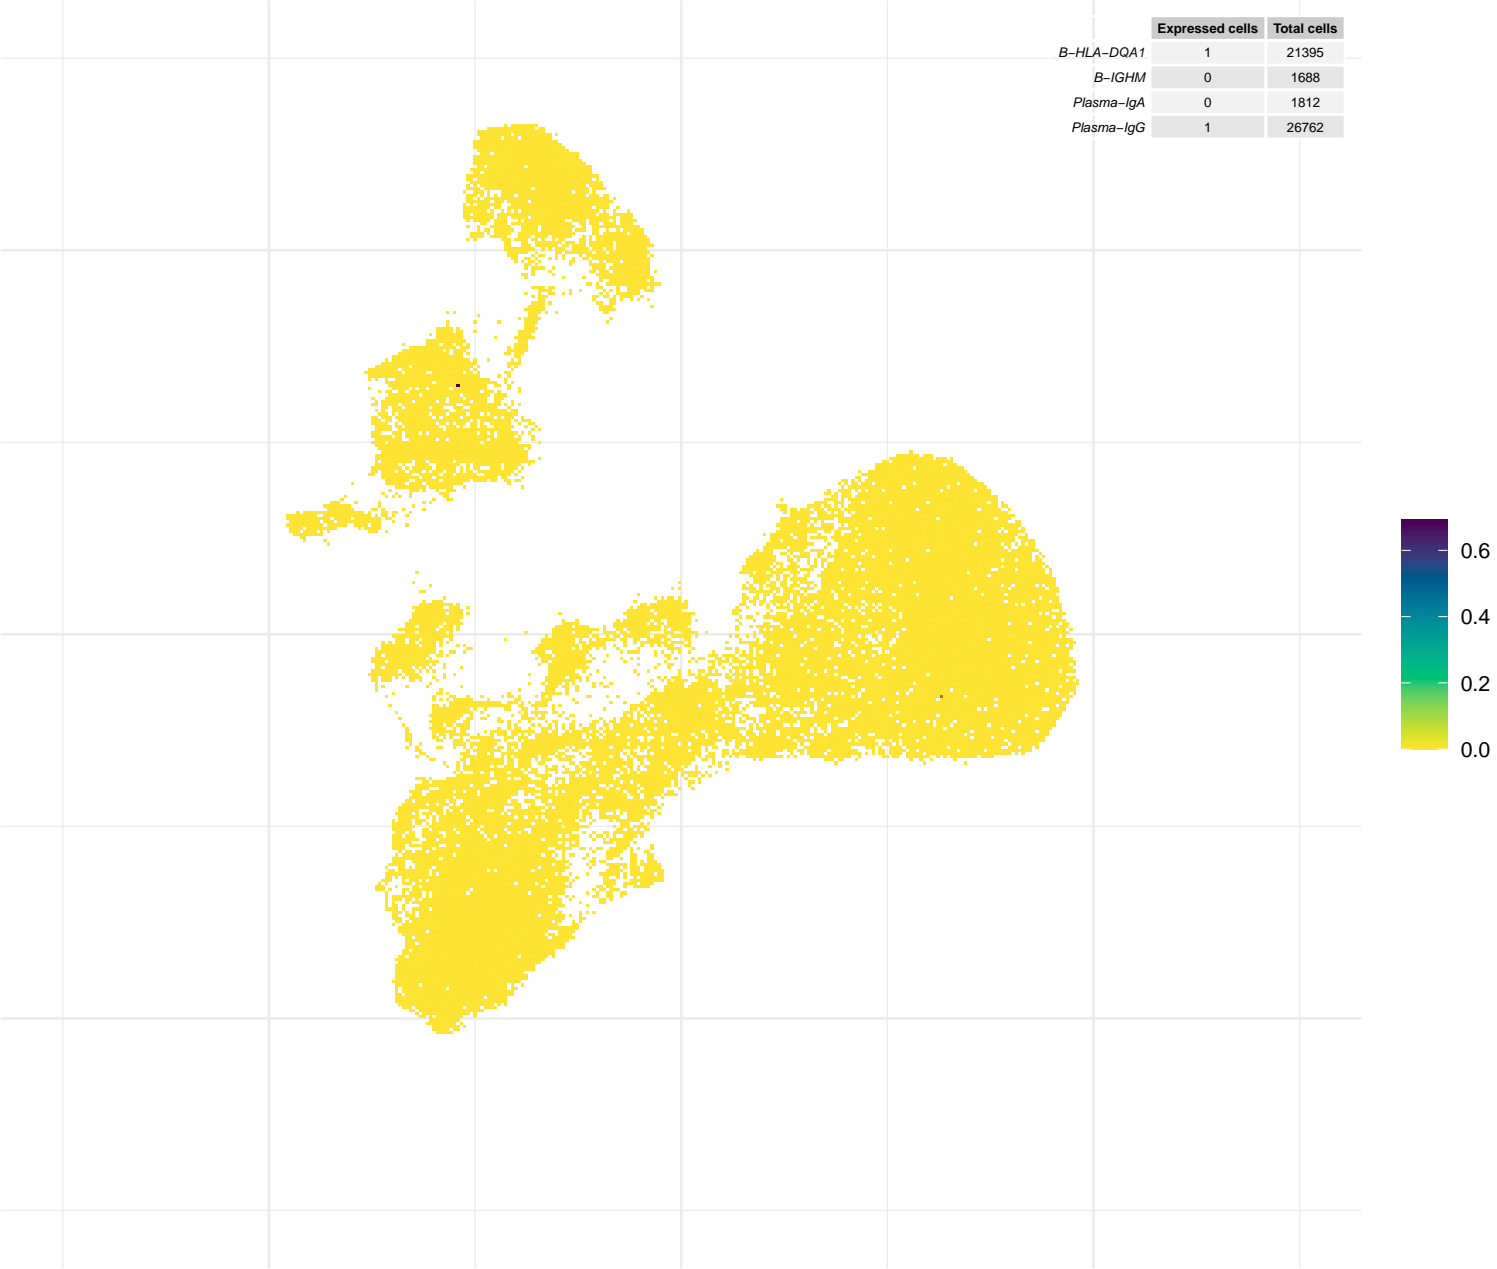 Expressed cells Total cells
B−HLA−DQA1 1 21395
B−IGHM 0 1688
Plasma−IgA 0 1812
Plasma−IgG 1 26762
0.6
0.4
0.2
0.0